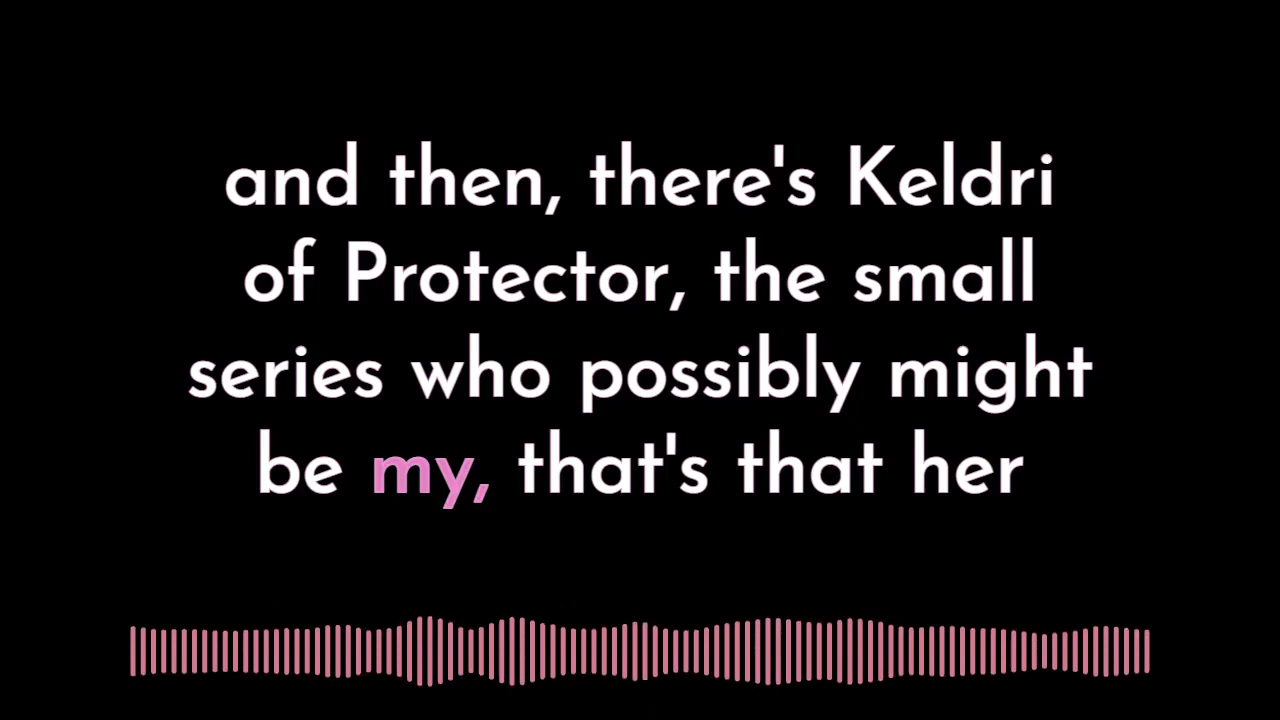 and then, there's Keldri
of Protector, the small
series who possibly might
be my, that's that her